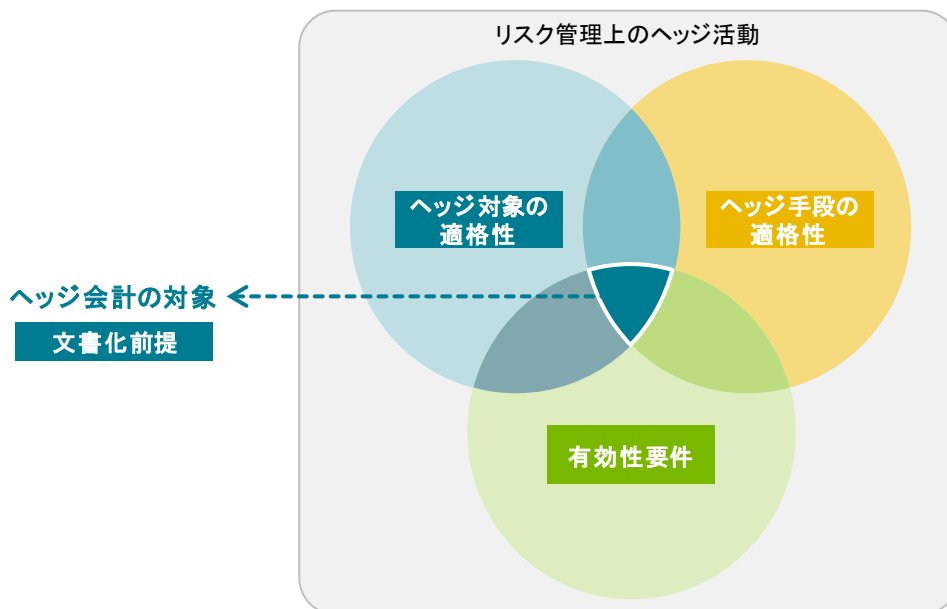 リスク管理上のヘッジ活動
ヘッジ対象の
適格性
ヘッジ手段の
適格性
ヘッジ会計の対象
文書化前提
有効性要件